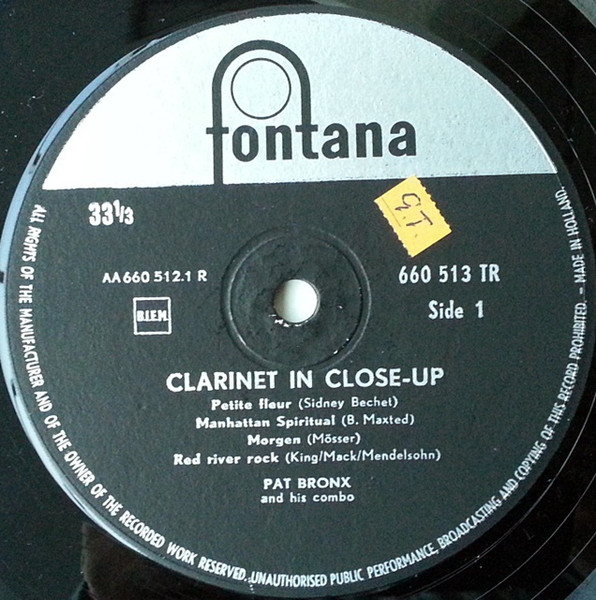 fontana
33 1/3
G.T.
AA 660 512.1 R
660 513 TR
B.I.E.M.
Side 1
CLARINET IN CLOSE-UP
Petite fleur (Sidney Bechet)
Manhattan Spiritual (B. Maxted)
Morgen (Mösser)
Red river rock (King/Mack/Mendelsohn)
PAT BRONX
and his combo
ALL RIGHTS OF THE MANUFACTURER AND OF THE OWNER OF THE RECORDED WORK RESERVED. UNAUTHORISED PUBLIC PERFORMANCE, BROADCASTING AND COPYING OF THIS RECORD PROHIBITED. - MADE IN HOLLAND.